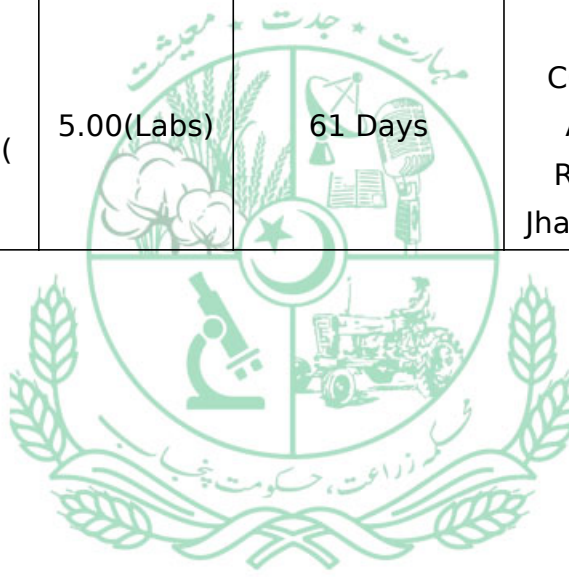 مہارت ٭ جدت ٭ معیشت
C
5.00(Labs) 61 Days
(
R
Jha
محکمہ زراعت، حکومت پنجاب